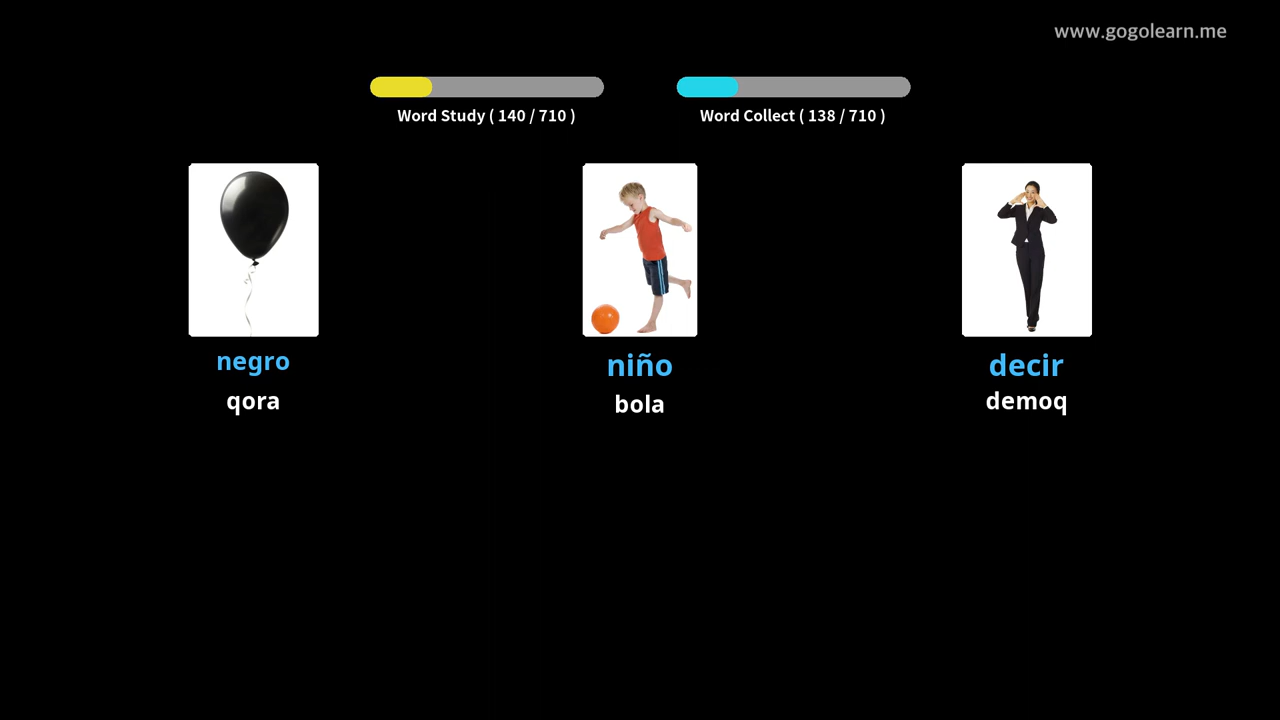 www.gogolearn.me
Word Study ( 140 / 710 )
Word Collect ( 138 / 710 )
negro
qora
niño
bola
decir
demoq